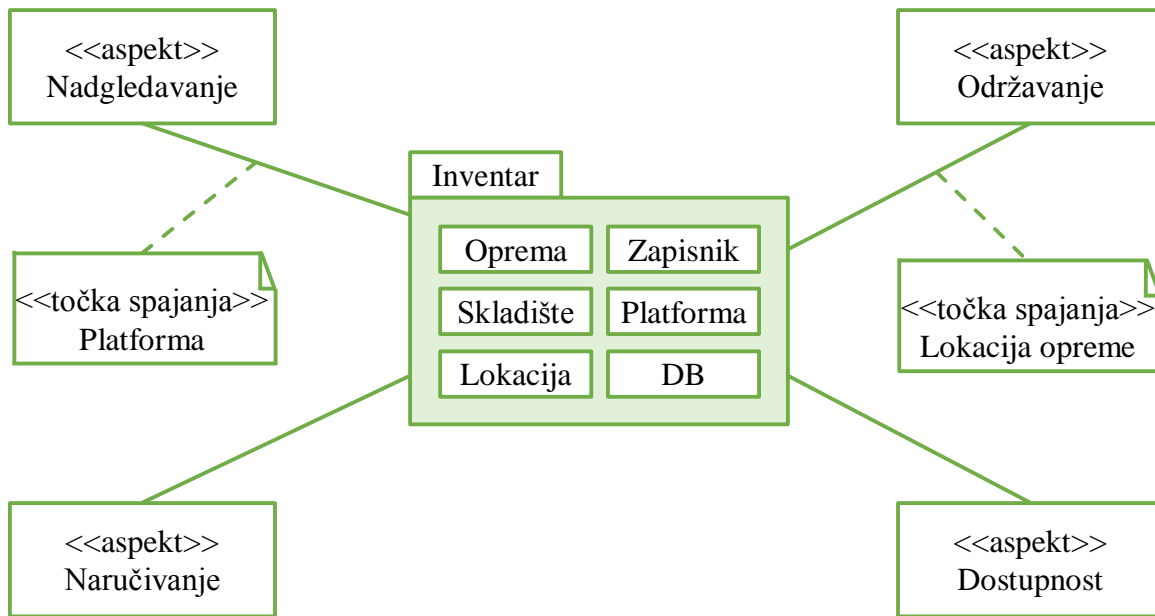 <<aspekt>>
Nadgledavanje
<<aspekt>>
Održavanje
Inventar
Oprema
Zapisnik
Skladište
Platforma
Lokacija
DB
<<točka spajanja>>
Platforma
<<točka spajanja>>
Lokacija opreme
<<aspekt>>
Naručivanje
<<aspekt>>
Dostupnost